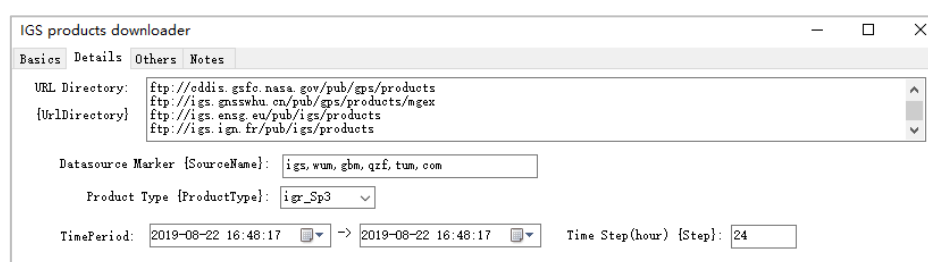 IGS products downloader
Basics Details Others Notes
URL Directory: ftp://cddis.gsfc.nasa.gov/pub/gps/products
ftp://igs.gnsswhu.cn/pub/gps/products/mgex
{UrlDirectory} ftp://igs.ensg.eu/pub/igs/products
ftp://igs.ign.fr/pub/igs/products
Datasource Marker {SourceName}: igs,wum,gbm,qzf,tum,com
Product Type {ProductType}: igr_Sp3
TimePeriod: 2019-08-22 16:48:17 -> 2019-08-22 16:48:17 Time Step(hour) {Step}: 24